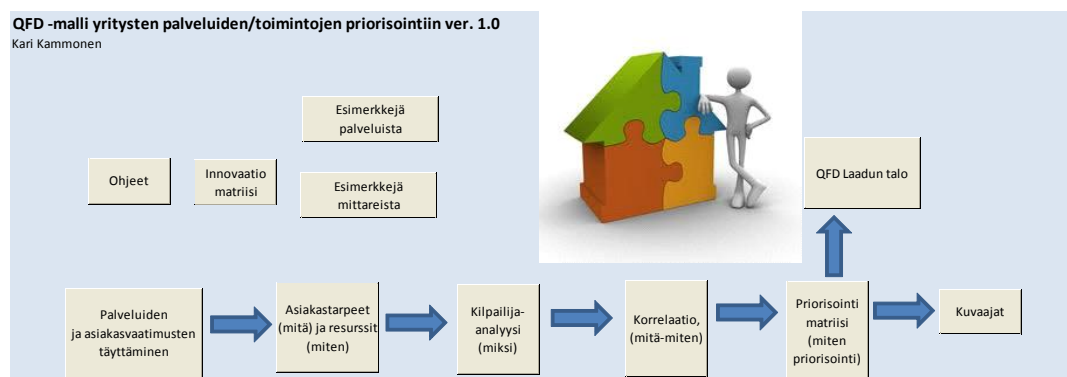 QFD -malli yritysten palveluiden/toimintojen priorisointiin ver. 1.0
Kari Kammonen
Esimerkkejä
palveluista
Ohjeet
Innovaatio
matriisi
Esimerkkejä
mittareista
QFD Laadun talo
Palveluiden
ja asiakasvaatimusten
täyttäminen
Asiakastarpeet
(mitä) ja resurssit
(miten)
Kilpailija-
analyysi
(miksi)
Korrelaatio,
(mitä-miten)
Priorisointi
matriisi
(miten
priorisointi)
Kuvaajat